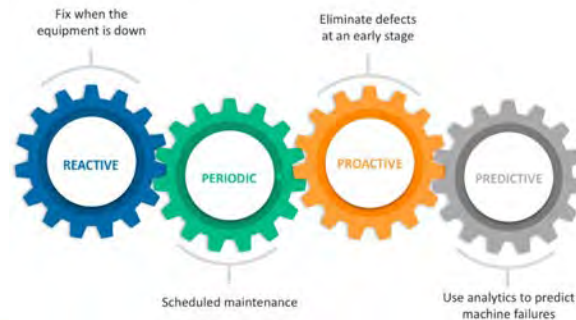 Fix when the
equipment is down
Eliminate defects
at an early stage
REACTIVE
PERIODIC
PROACTIVE
PREDICTIVE
Scheduled maintenance
Use analytics to predict
machine failures